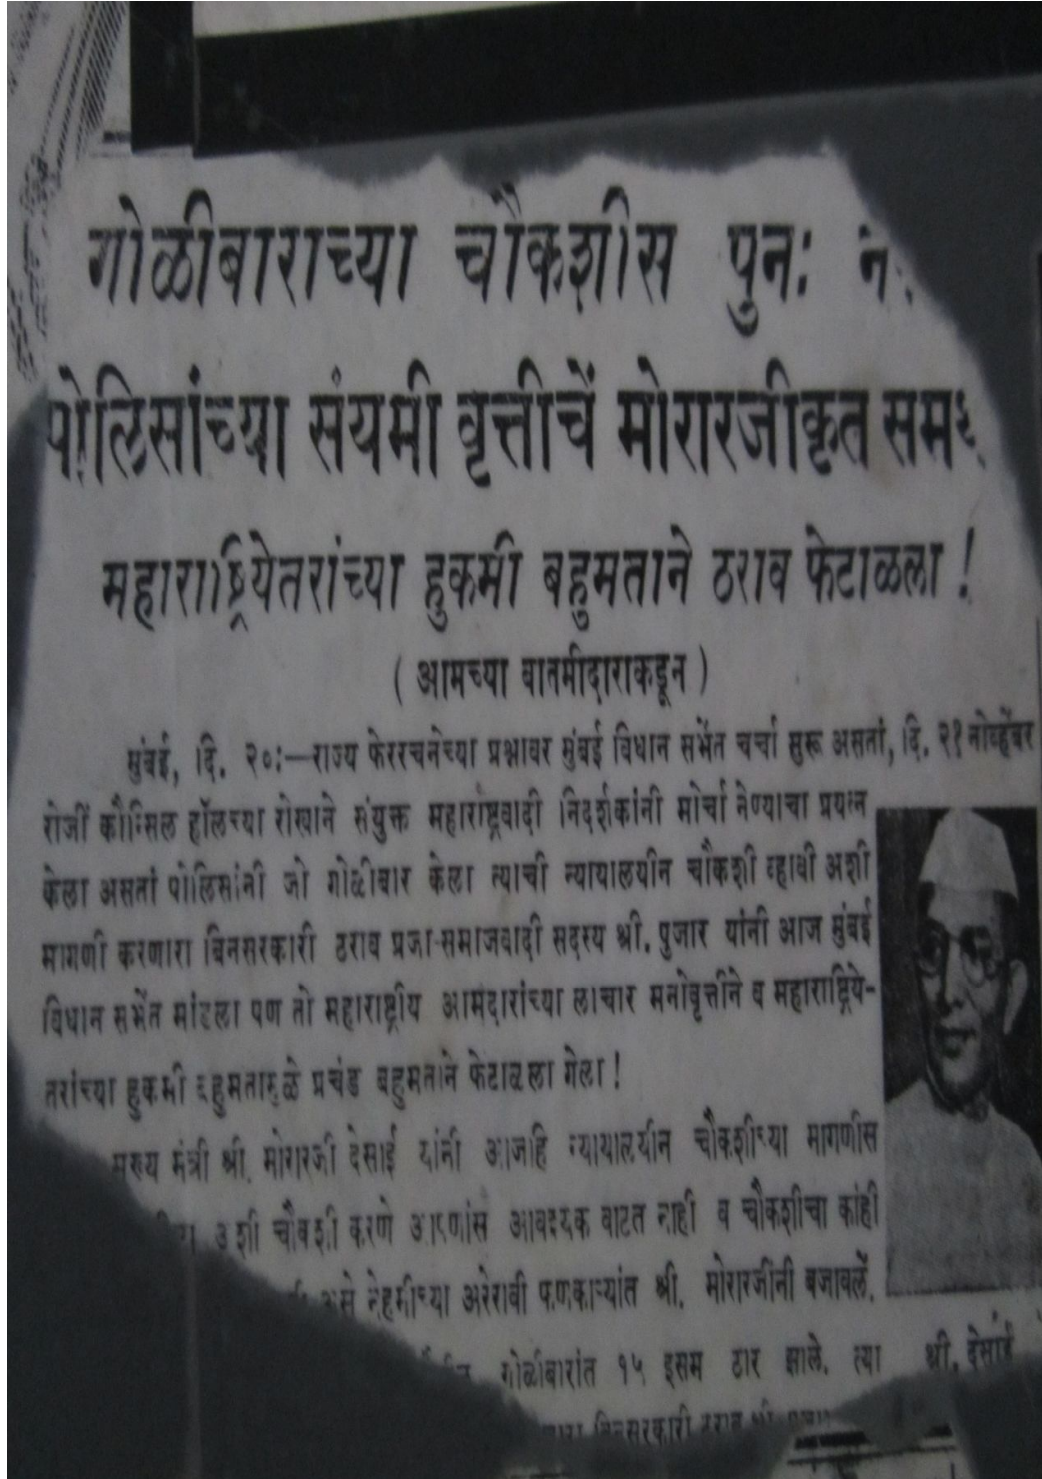 गोळीबाराच्या चौकशीस पुनः
पोलिसांच्या संयमी वृत्तीचें मोरारजीकृत
महाराष्ट्रियेतरांच्या हुकमी बहुमताने ठराव फेटाळला !
( आमच्या बातमीदाराकडून )
मुंबई, दि. २०:—राज्य फेररचनेच्या प्रश्नावर मुंबई विधान सभेंत चर्चा सुरू असतां, दि. २१ नोव्हेंबर
रोजीं कौन्सिल हॉलच्या रोखाने संयुक्त महाराष्ट्रवादी निदर्शकांनी मोर्चा नेण्याचा प्रयत्न
केला असतां पोलिसांनी जो गोळीबार केला त्याची न्यायालयीन चौकशी व्हावी अशी
मागणी करणारा बिनसरकारी ठराव प्रजा-समाजवादी सदस्य श्री. पुजार यांनी आज मुंबई
विधान सभेंत मांडला पण तो महाराष्ट्रीय आमदारांच्या लाचार मनोवृत्तीने व महाराष्ट्रिये-
तरांच्या हुकमी बहुमतामुळे प्रचंड बहुमताने फेटाळला गेला !
मुख्य मंत्री श्री. मोरारजी देसाई यांनी आजहि न्यायालयीन चौकशीच्या मागणीस
अशी चौकशी करणे आपणांस आवश्यक वाटत नाही व चौकशीचा कांही
असे नेहमीच्या अरेरावी फणकाऱ्यांत श्री. मोरारजींनी बजावलें.
गोळीबारांत १५ इसम ठार झाले. त्या श्री. देसाई
बिनसरकारी ठराव श्री.